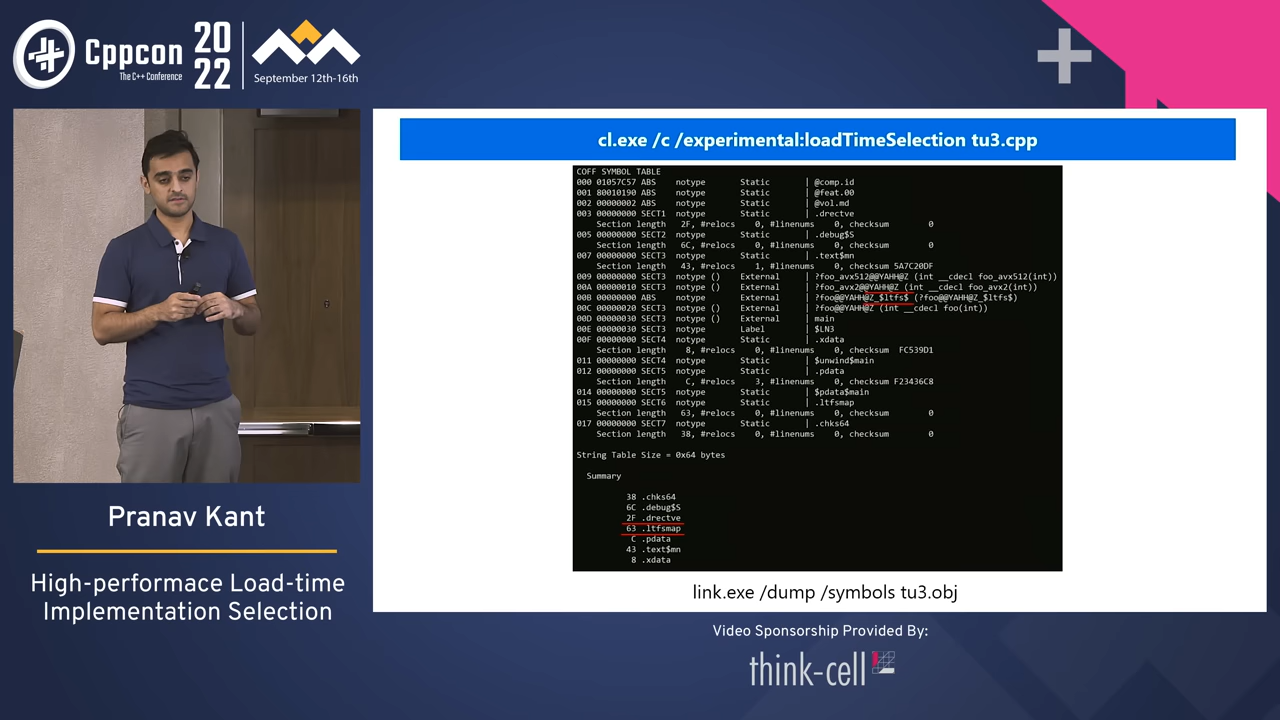 Cppcon
The C++ Conference
20
22
September 12th-16th
cl.exe /c /experimental:loadTimeSelection tu3.cpp
COFF SYMBOL TABLE
000 01057C57 ABS notype Static | @comp.id
001 80010190 ABS notype Static | @feat.00
002 00000002 ABS notype Static | @vol.md
003 00000000 SECT1 notype Static | .drectve
Section length 2F, #relocs 0, #linenums 0, checksum 0
005 00000000 SECT2 notype Static | .debug$S
Section length 6C, #relocs 0, #linenums 0, checksum 0
007 00000000 SECT3 notype Static | .text$mn
Section length 43, #relocs 1, #linenums 0, checksum 5A7C20DF
009 00000000 SECT3 notype () External | ?foo_avx512@@YAHH@Z (int __cdecl foo_avx512(int))
00A 00000010 SECT3 notype () External | ?foo_avx2@@YAHH@Z (int __cdecl foo_avx2(int))
00B 00000000 ABS notype External | ?foo@@YAHH@Z_$ltfs$ (?foo@@YAHH@Z_$ltfs$)
00C 00000020 SECT3 notype () External | ?foo@@YAHH@Z (int __cdecl foo(int))
00D 00000030 SECT3 notype () External | main
00E 00000030 SECT3 notype Label | $LN3
00F 00000000 SECT4 notype Static | .xdata
Section length 8, #relocs 0, #linenums 0, checksum FC539D1
011 00000000 SECT4 notype Static | $unwind$main
012 00000000 SECT5 notype Static | .pdata
Section length C, #relocs 3, #linenums 0, checksum F23436C8
014 00000000 SECT5 notype Static | $pdata$main
015 00000000 SECT6 notype Static | .ltfsmap
Section length 63, #relocs 0, #linenums 0, checksum 0
017 00000000 SECT7 notype Static | .chks64
Section length 38, #relocs 0, #linenums 0, checksum 0
String Table Size = 0x64 bytes
Summary
38 .chks64
6C .debug$S
2F .drectve
63 .ltfsmap
C .pdata
43 .text$mn
8 .xdata
link.exe /dump /symbols tu3.obj
Pranav Kant
High-performace Load-time
Implementation Selection
Video Sponsorship Provided By:
think-cell